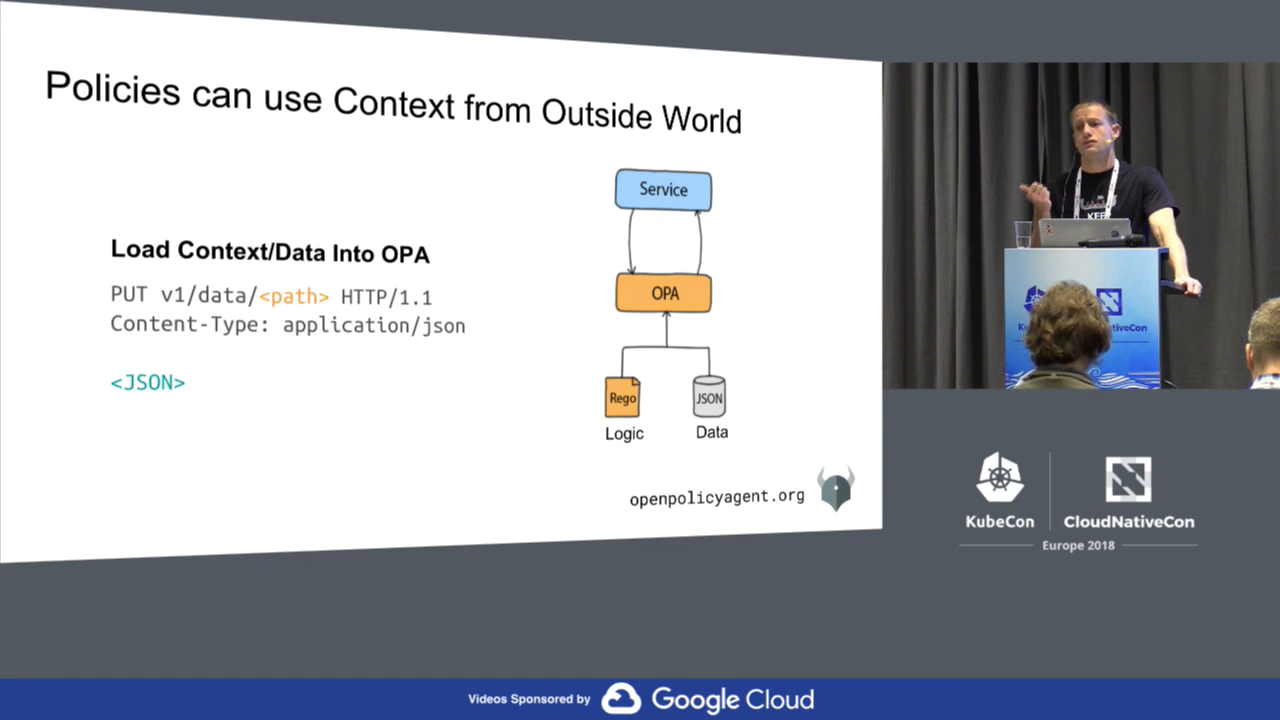 Policies can use Context from Outside World
Load Context/Data Into OPA
PUT v1/data/<path> HTTP/1.1
Content-Type: application/json
<JSON>
Service
OPA
Rego
JSON
Logic
Data
openpolicyagent.org
KubeCon
CloudNativeCon
Europe 2018
Videos Sponsored by Google Cloud